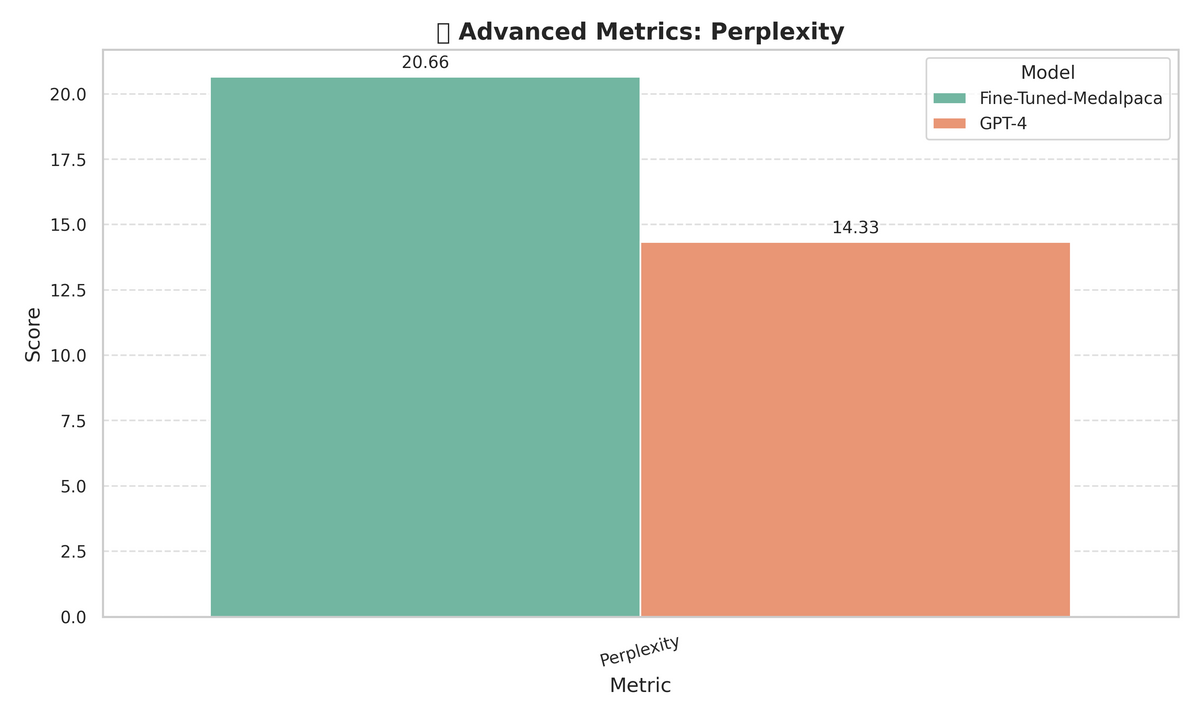 ▯ Advanced Metrics: Perplexity
20.66
Model
Fine-Tuned-Medalpaca
GPT-4
14.33
20.0
17.5
15.0
12.5
10.0
7.5
5.0
2.5
0.0
Score
Perplexity
Metric